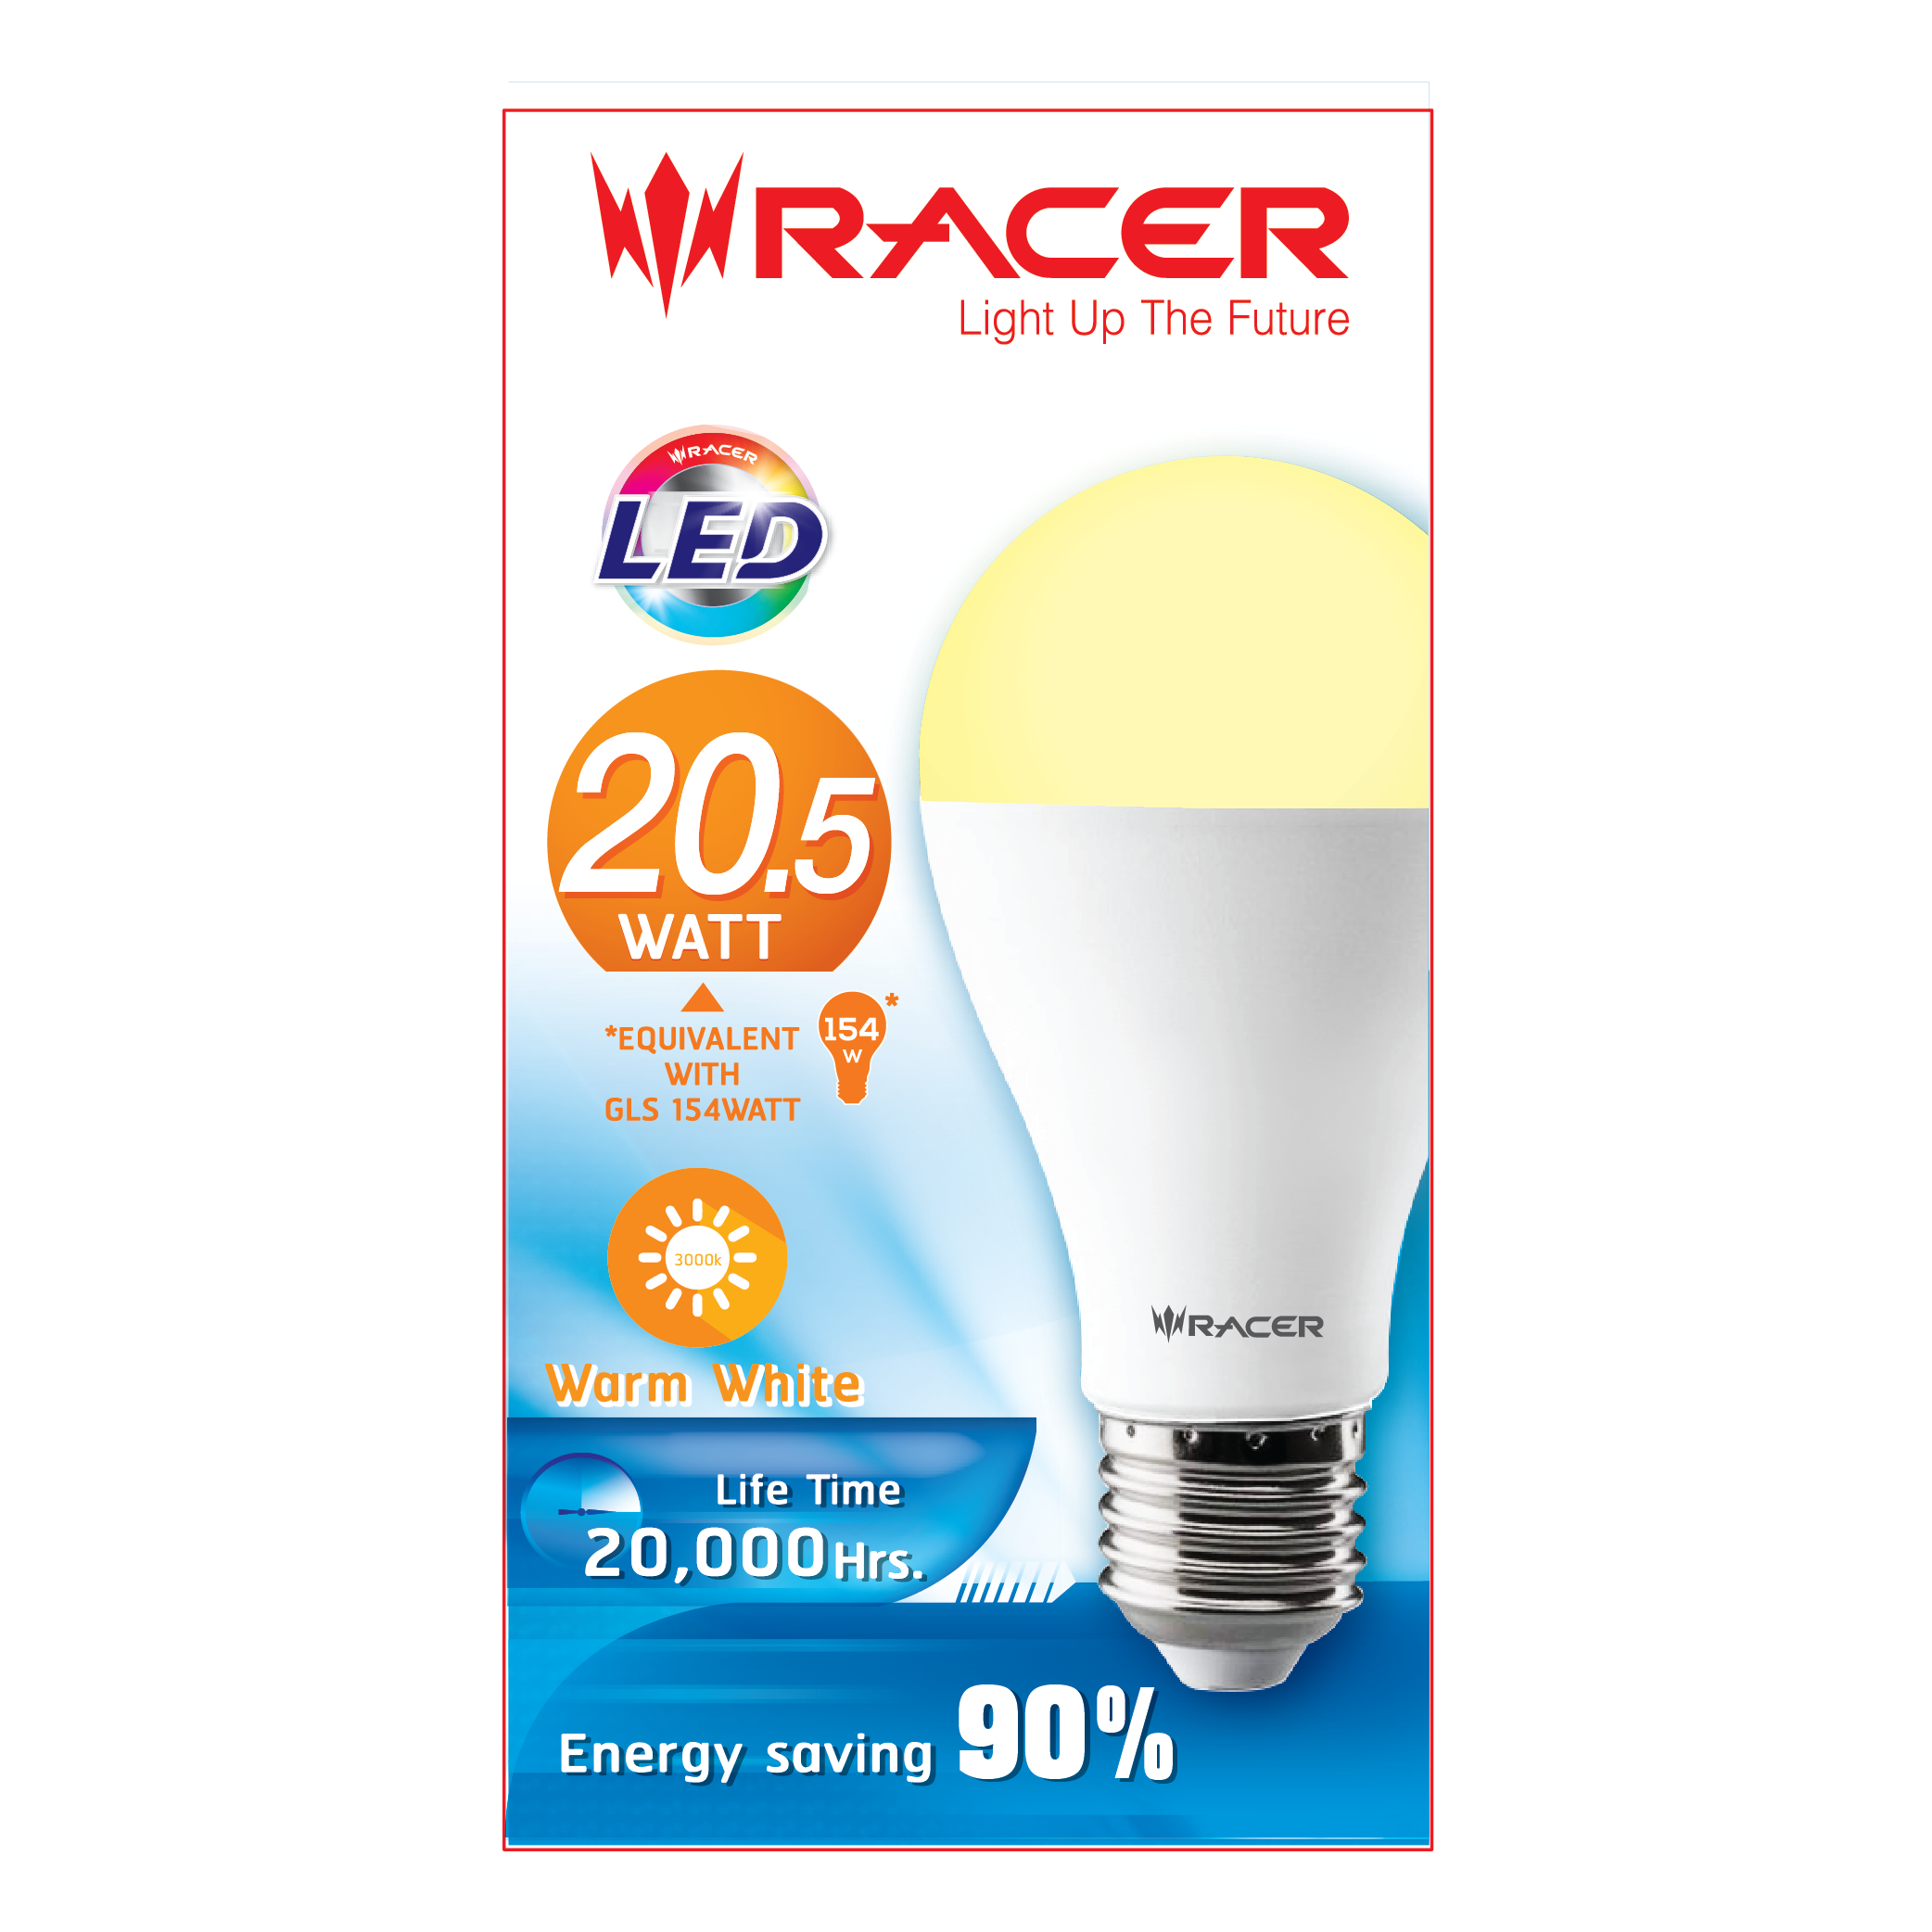 RACER
Light Up The Future
RACER
LED
20.5
WATT
*EQUIVALENT
WITH
GLS 154WATT
154
W
*
3000k
Warm White
RACER
Life Time
20,000Hrs.
Energy saving 90%